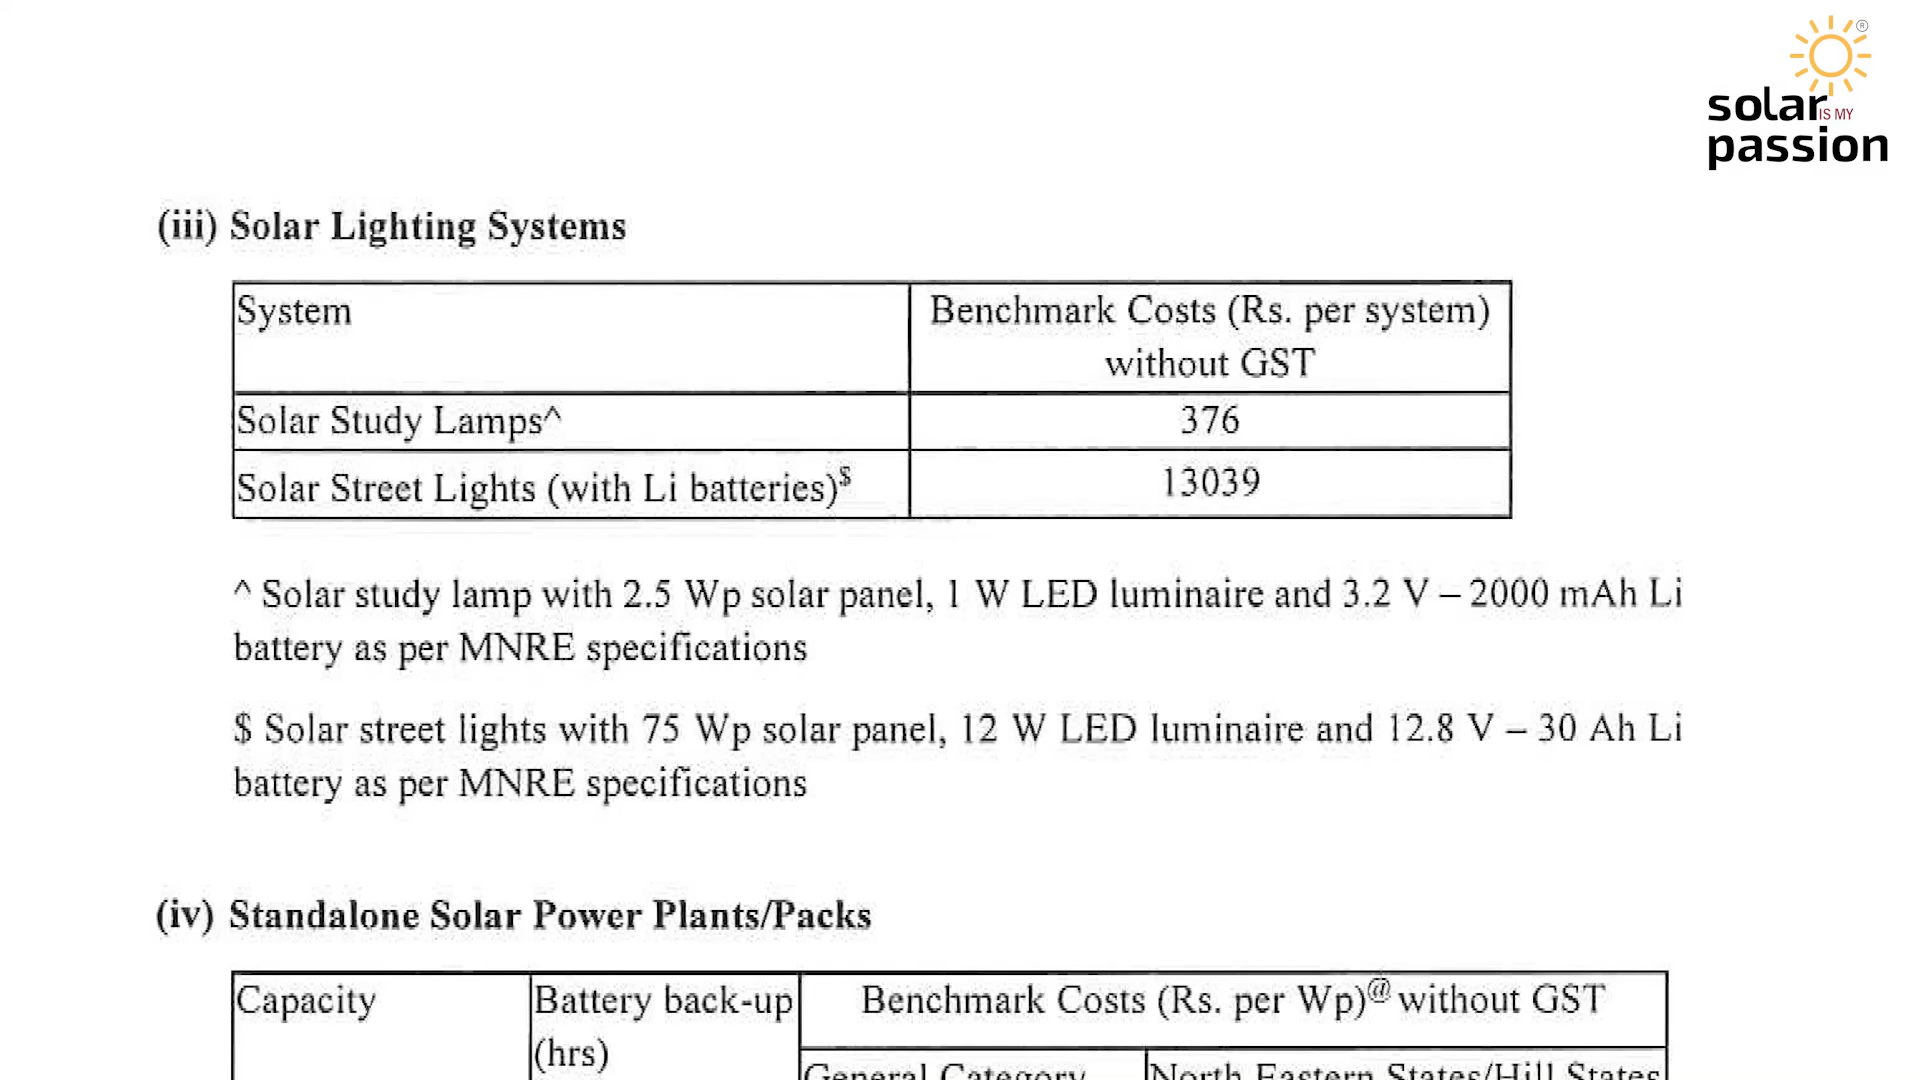 ®
solar IS MY
passion
(iii) Solar Lighting Systems
System
Benchmark Costs (Rs. per system)
without GST
Solar Study Lamps^
376
Solar Street Lights (with Li batteries)$
13039
^ Solar study lamp with 2.5 Wp solar panel, 1 W LED luminaire and 3.2 V – 2000 mAh Li
battery as per MNRE specifications
$ Solar street lights with 75 Wp solar panel, 12 W LED luminaire and 12.8 V – 30 Ah Li
battery as per MNRE specifications
(iv) Standalone Solar Power Plants/Packs
Capacity
Battery back-up
(hrs)
Benchmark Costs (Rs. per Wp)@ without GST
General Category
North Eastern States/Hill States